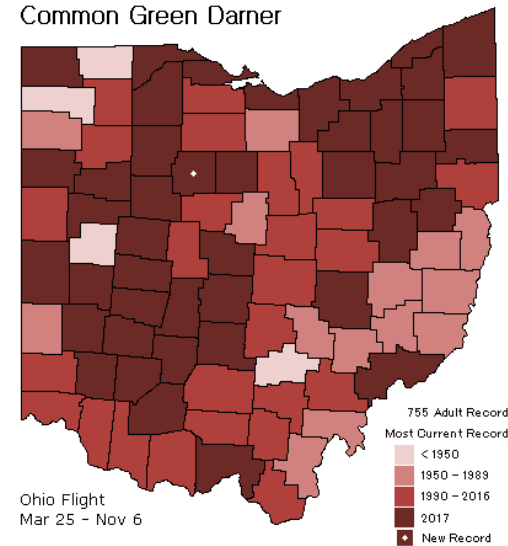 Common Green Darner
755 Adult Record
Most Current Record
< 1950
1950 - 1989
1990 - 2016
2017
New Record
Ohio Flight
Mar 25 - Nov 6